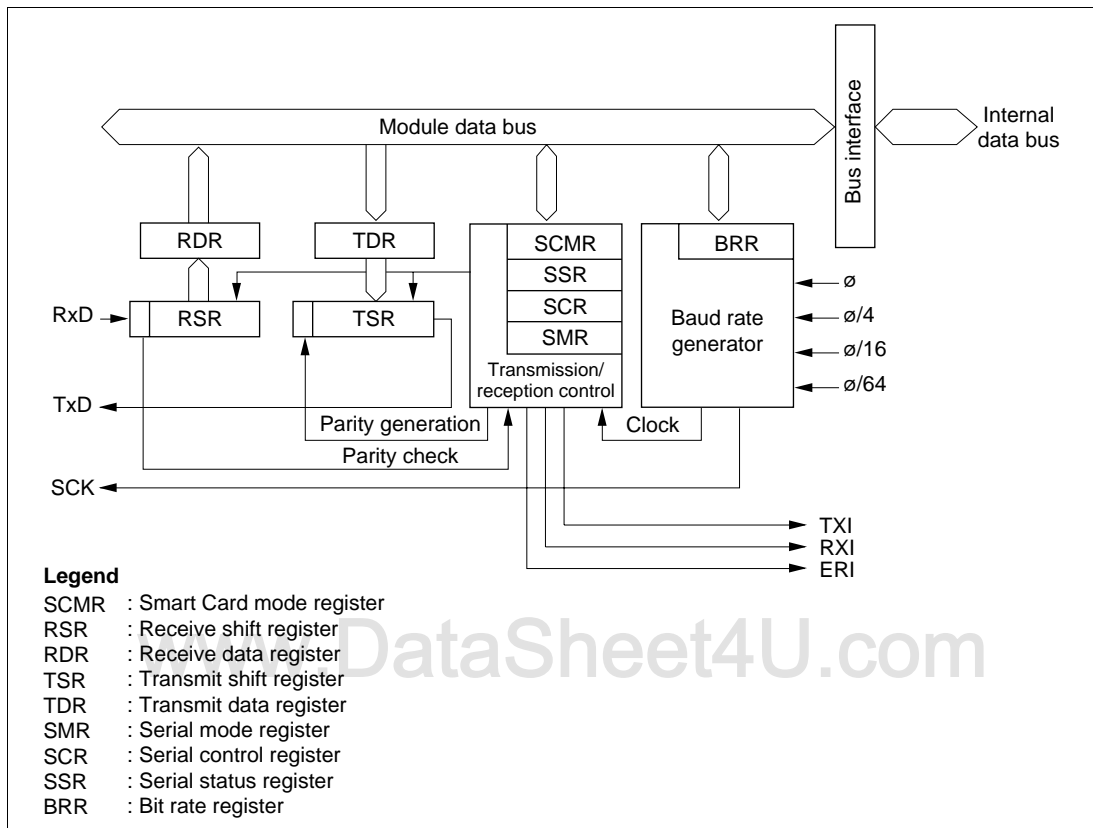 Module data bus
Bus interface
Internal
data bus
RDR
TDR
SCMR
SSR
SCR
SMR
Transmission/
reception control
BRR
Baud rate
generator
ø
ø/4
ø/16
ø/64
RxD
RSR
TSR
TxD
Parity generation
Parity check
Clock
SCK
TXI
RXI
ERI
Legend
SCMR : Smart Card mode register
RSR : Receive shift register
RDR : Receive data register
TSR : Transmit shift register
TDR : Transmit data register
SMR : Serial mode register
SCR : Serial control register
SSR : Serial status register
BRR : Bit rate register
www.DataSheet4U.com